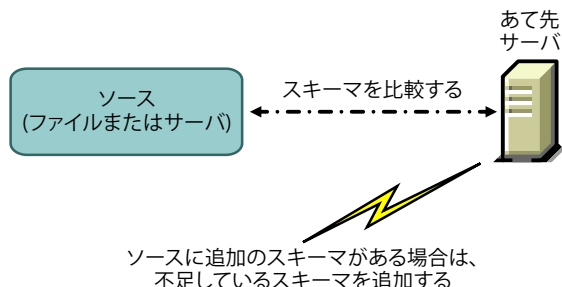 あて先
サーバ
スキーマを比較する
ソース
(ファイルまたはサーバ)
ソースに追加のスキーマがある場合は、
不足しているスキーマを追加する